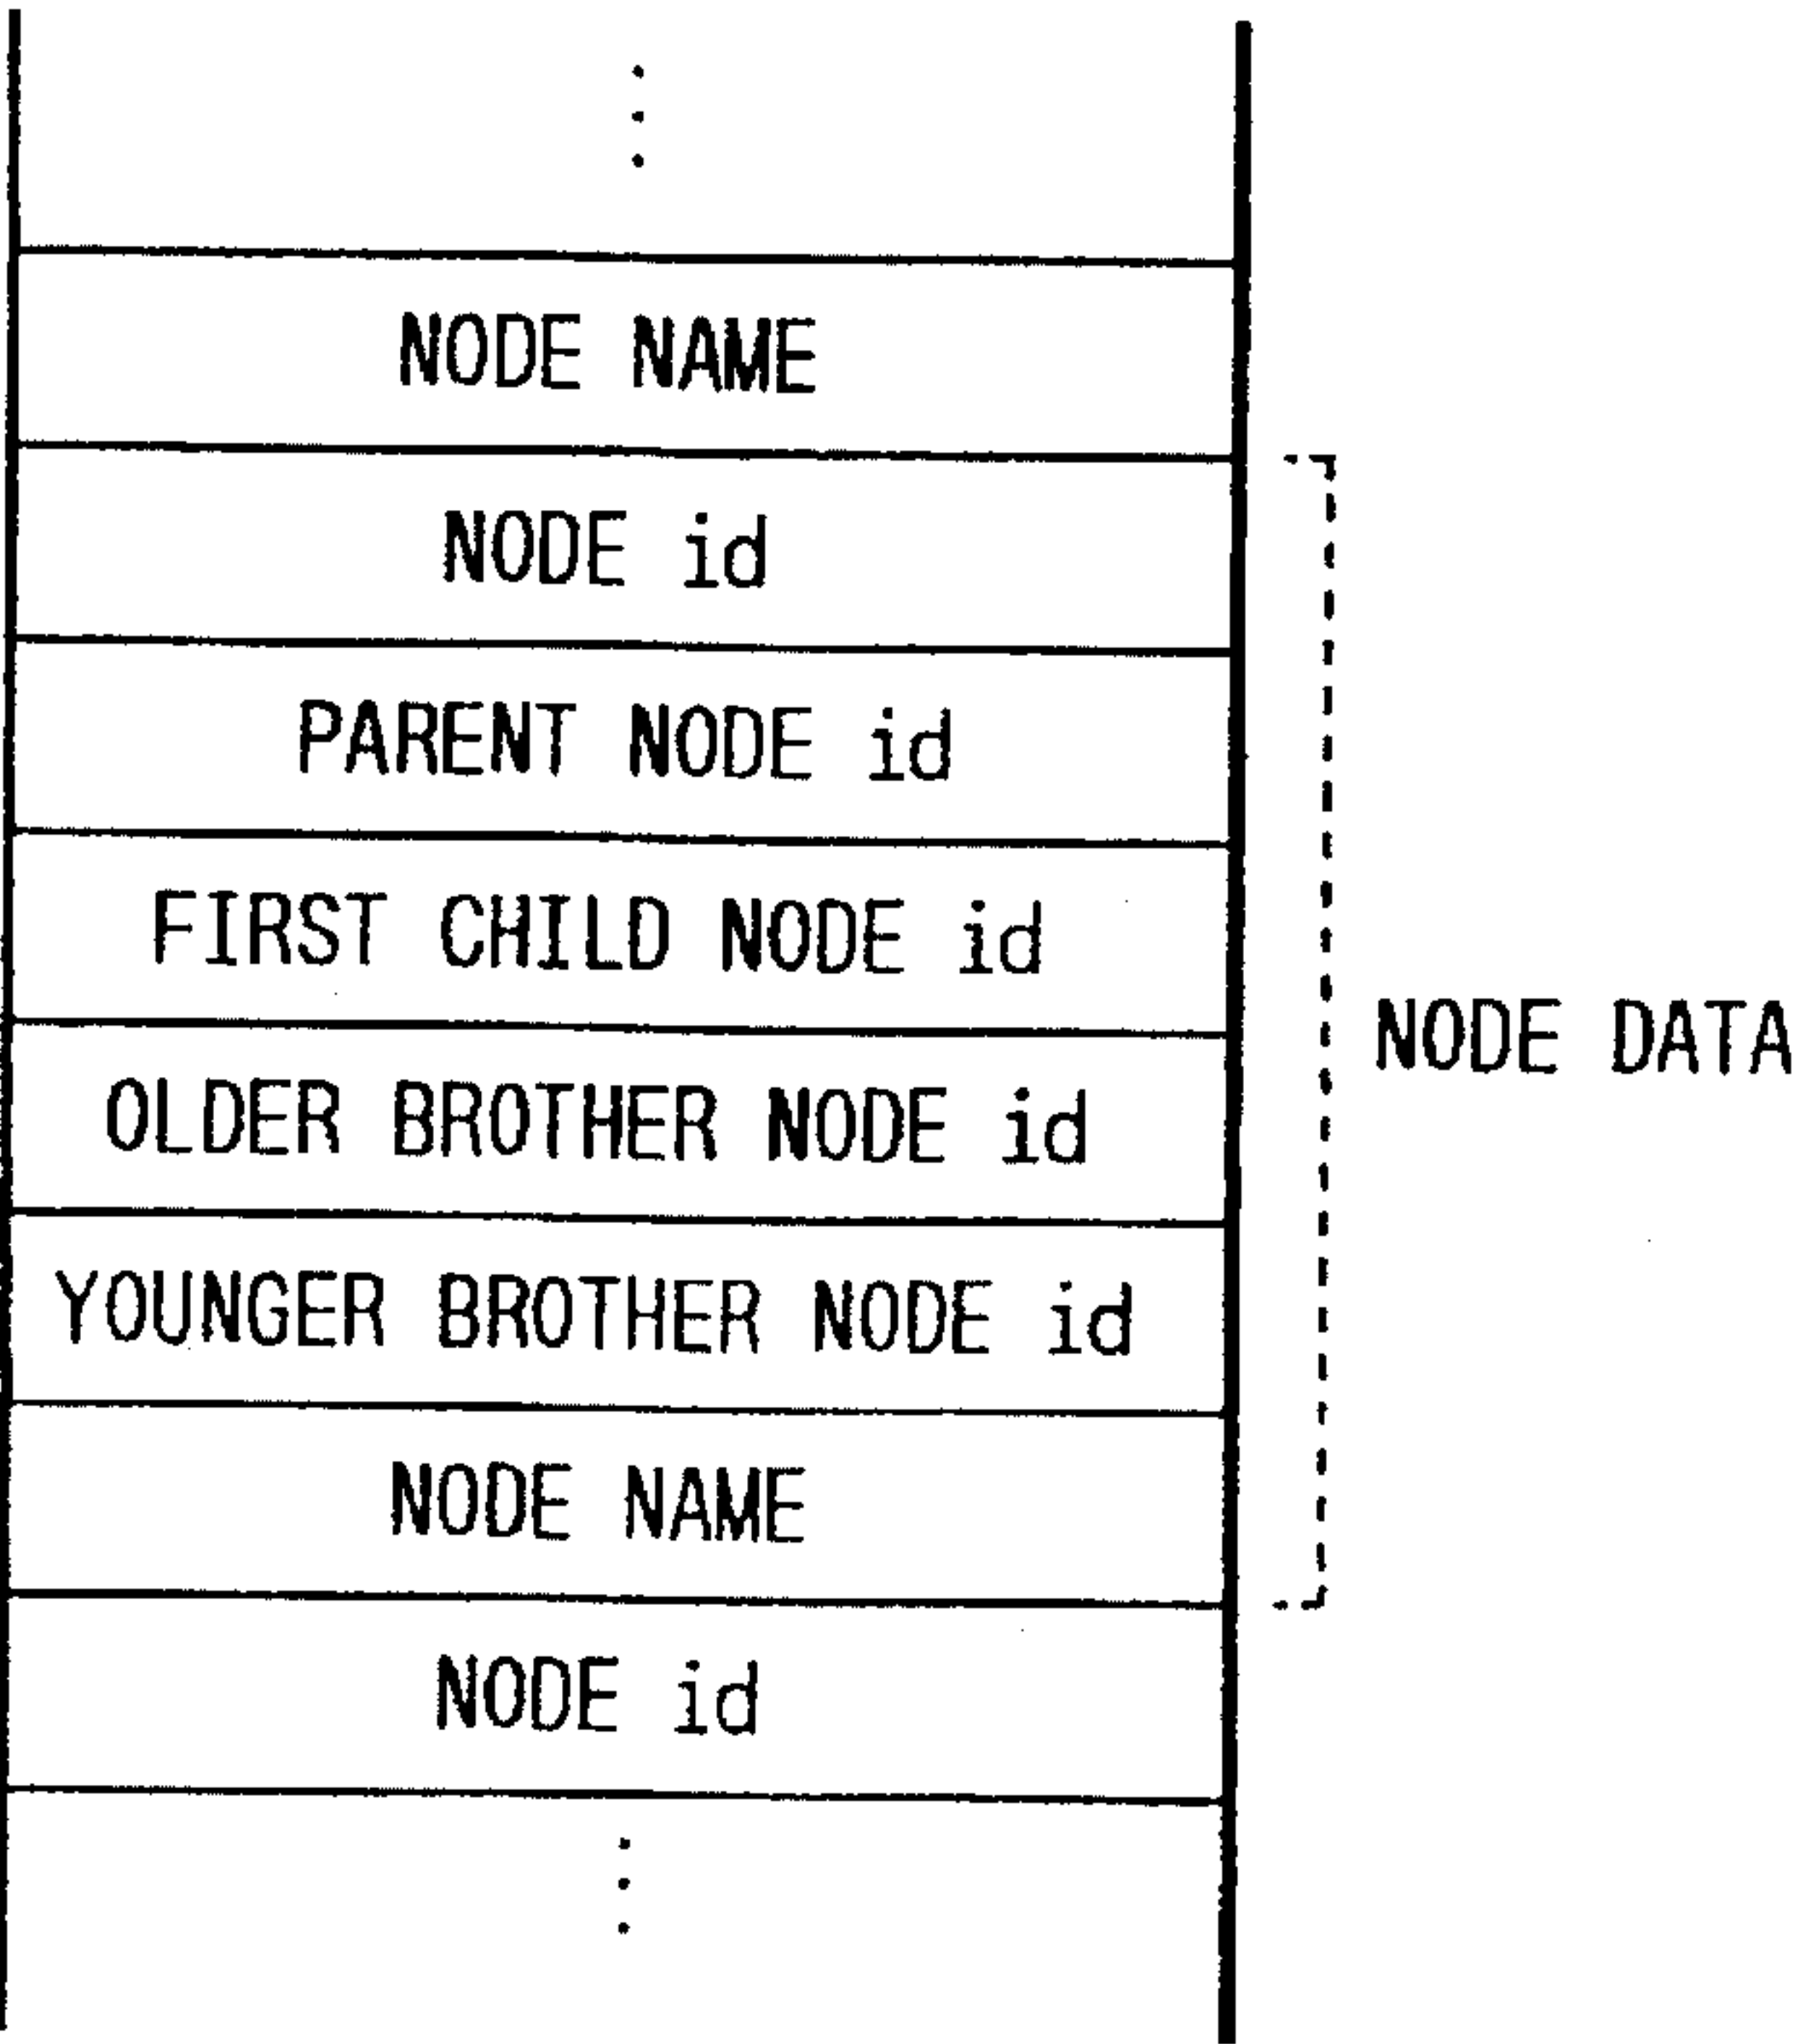 NODE NAME
NODE id
PARENT NODE id
FIRST CHILD NODE id
OLDER BROTHER NODE id
YOUNGER BROTHER NODE id
NODE NAME
NODE id
NODE DATA